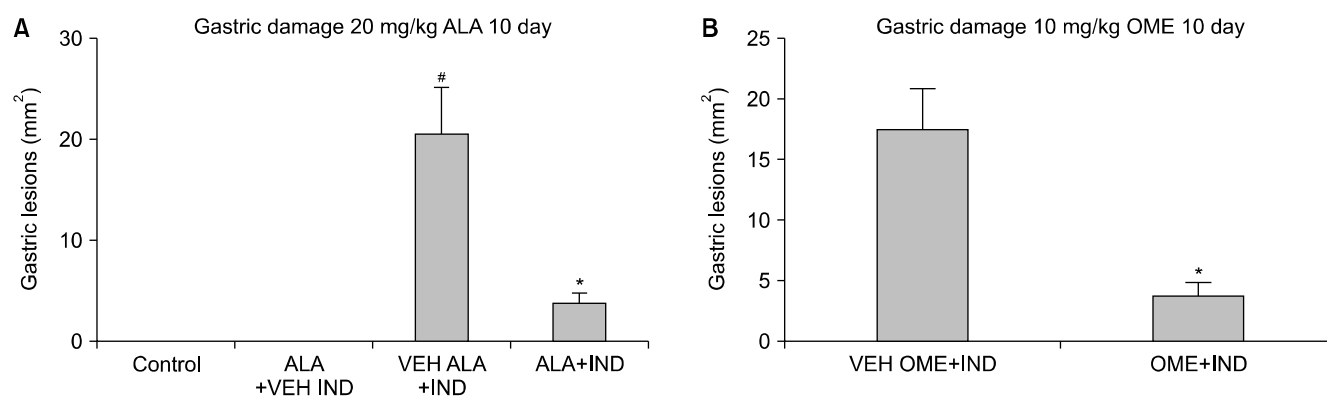 A
Gastric damage 20 mg/kg ALA 10 day
Gastric lesions (mm²)
30
20
10
0
#
*
Control
ALA
+VEH IND
VEH ALA
+IND
ALA+IND
B
Gastric damage 10 mg/kg OME 10 day
Gastric lesions (mm²)
25
20
15
10
5
0
*
VEH OME+IND
OME+IND